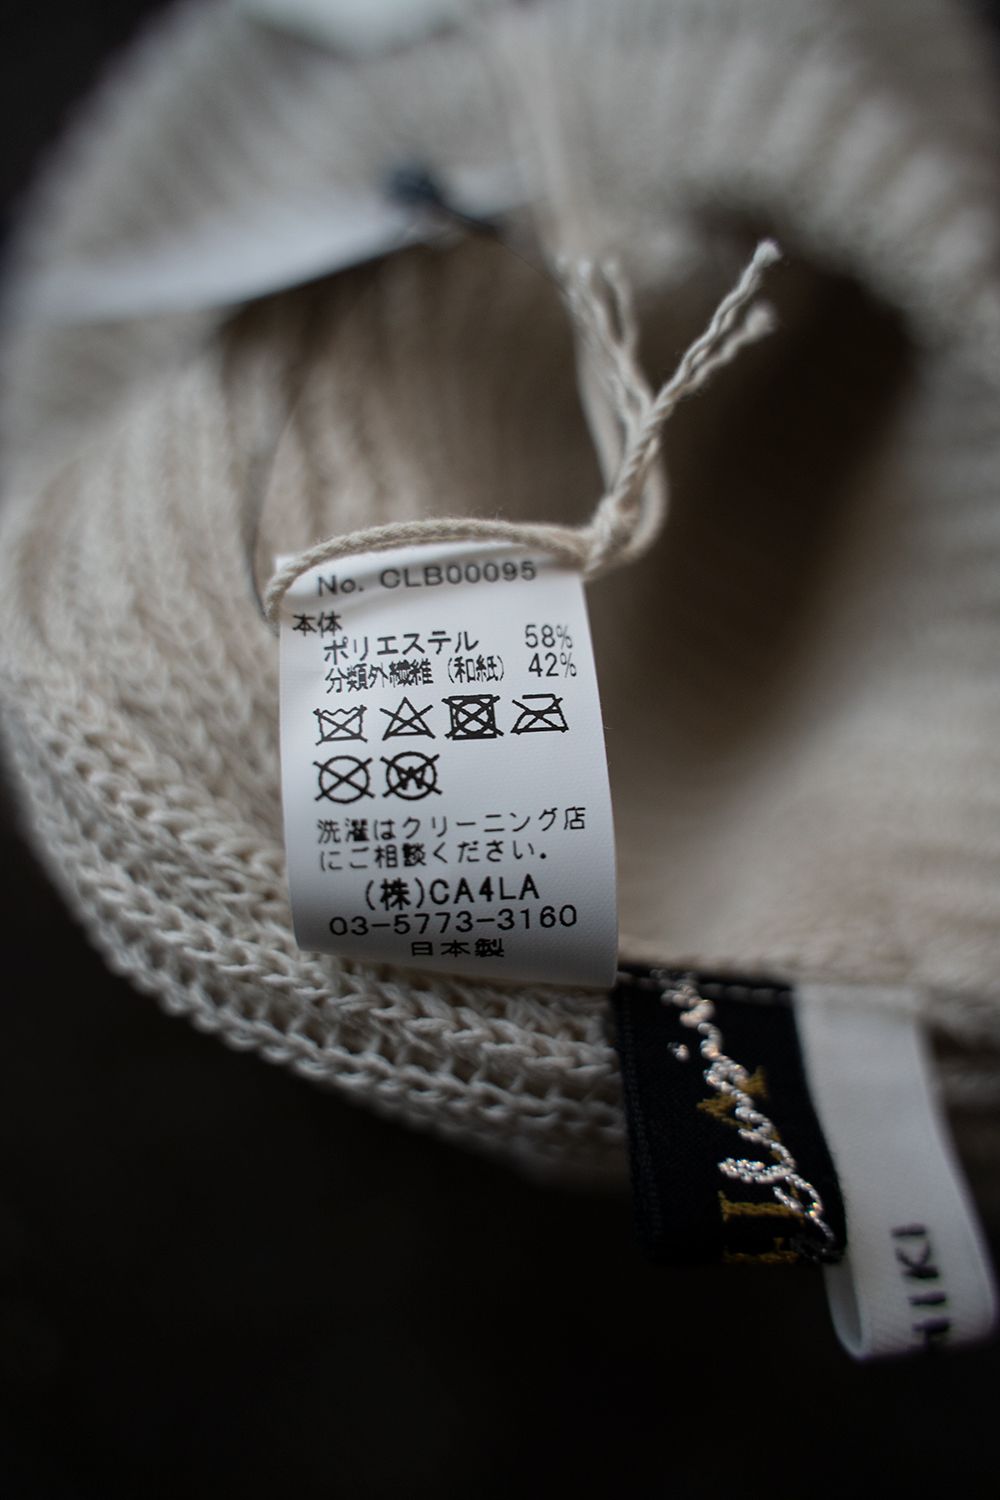 No. CLB00095
本体
ポリエステル 58%
分類外繊維（和紙） 42%
洗濯はクリーニング店
にご相談ください.
(株)CA4LA
03-5773-3160
日本製
HIKI